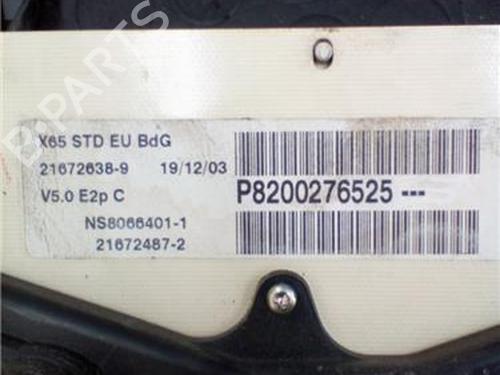 B-PARTS
X65 STD EU BdG
21672638-9 19/12/03
V5.0 E2p C
P8200276525 ---
NS8066401-1
21672487-2